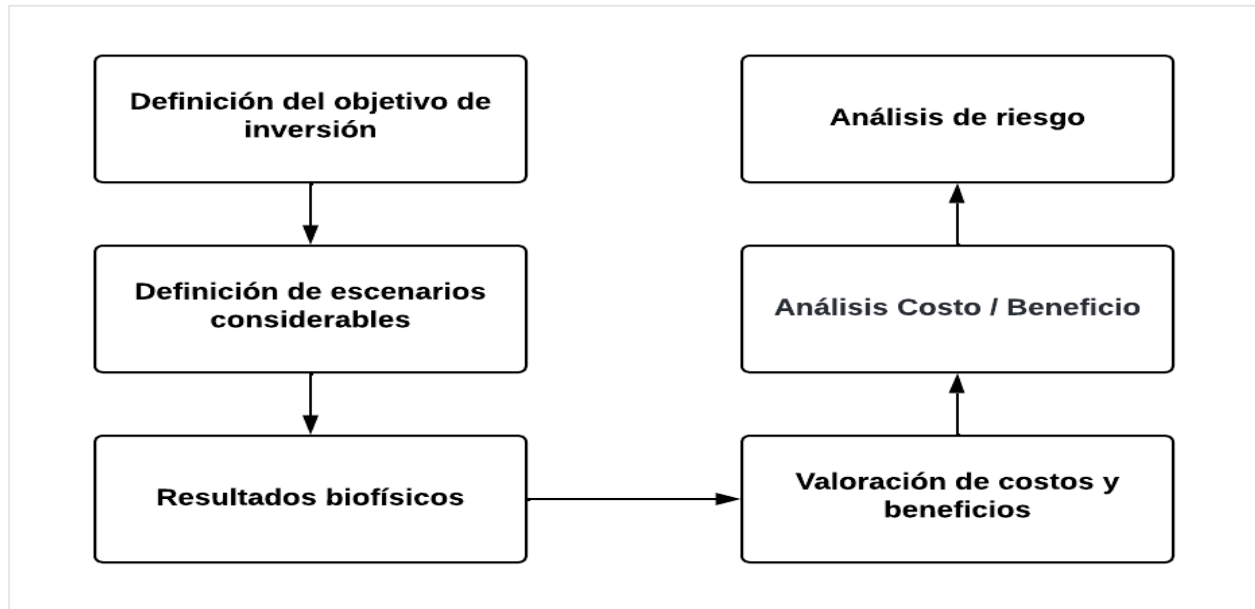 Definición del objetivo de
inversión
Definición de escenarios
considerables
Resultados biofísicos
Valoración de costos y
beneficios
Análisis Costo / Beneficio
Análisis de riesgo